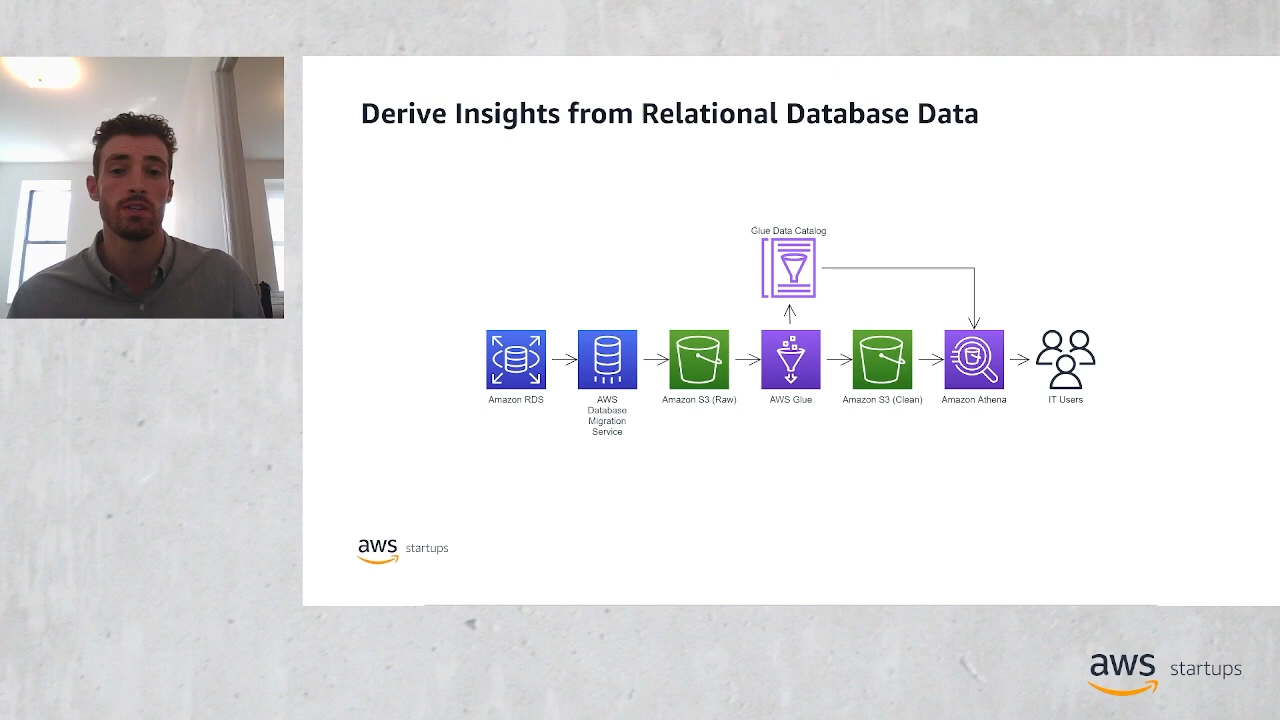 Derive Insights from Relational Database Data
Glue Data Catalog
Amazon RDS
AWS
Database
Migration
Service
Amazon S3 (Raw)
AWS Glue
Amazon S3 (Clean)
Amazon Athena
IT Users
aws startups
aws startups